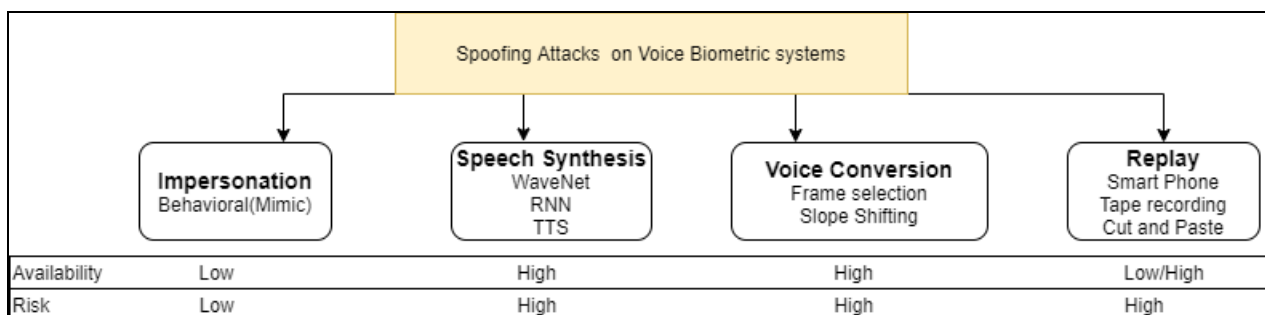 Spoofing Attacks on Voice Biometric systems
Impersonation
Behavioral(Mimic)
Speech Synthesis
WaveNet
RNN
TTS
Voice Conversion
Frame selection
Slope Shifting
Replay
Smart Phone
Tape recording
Cut and Paste
Availability Low High High Low/High
Risk Low High High High